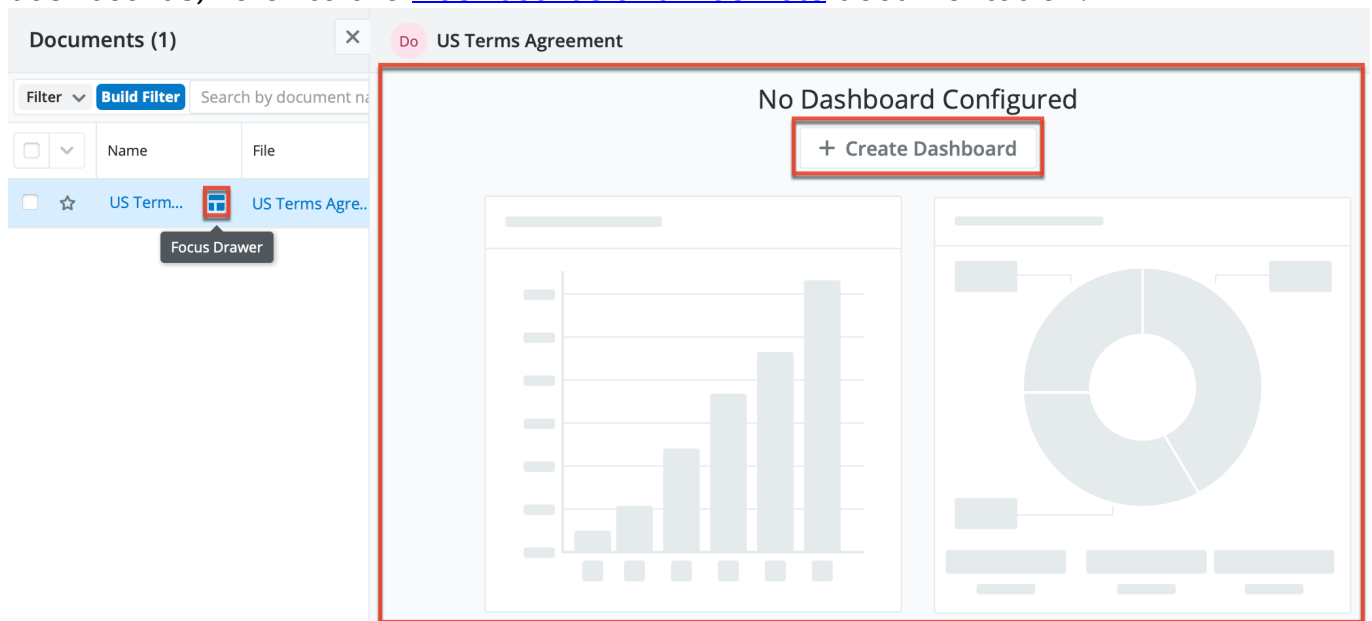 Documents (1)
Do US Terms Agreement
Filter Build Filter Search by document na
No Dashboard Configured
+ Create Dashboard
Name File
US Term... US Terms Agre..
Focus Drawer